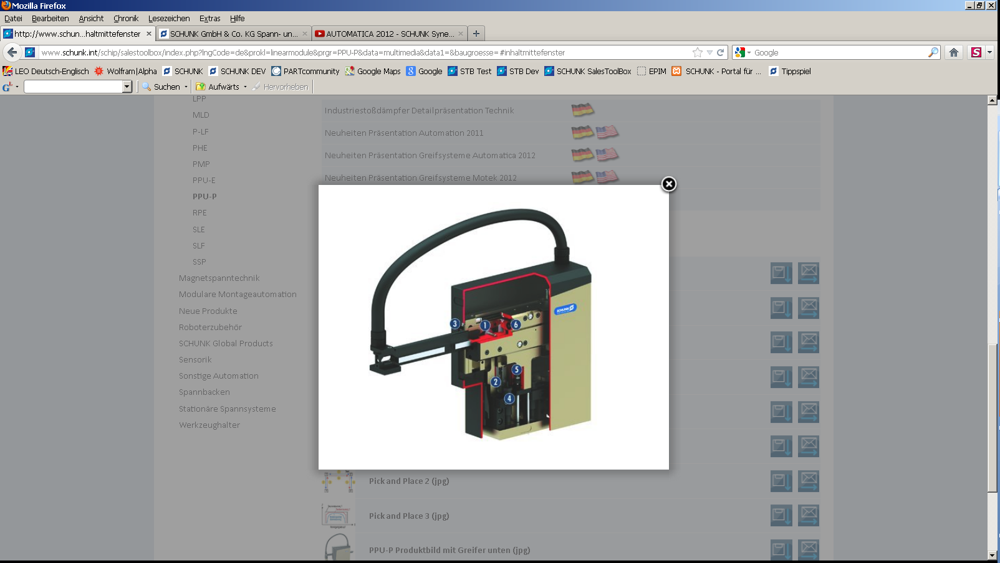 Mozilla Firefox
Datei Bearbeiten Ansicht Chronik Lesezeichen Extras Hilfe
http://www.schun...haltmittefenster
SCHUNK GmbH & Co. KG Spann- un...
AUTOMATICA 2012 - SCHUNK Syne...
www.schunk.int/schip/salestoolbox/index.php?lngCode=de&prokl=linearmodule&prgr=PPU-P&data=multimedia&data1=&baugroesse=#inhaltmittefenster
Google
LEO Deutsch-Englisch Wolfram|Alpha SCHUNK SCHUNK DEV PARTcommunity Google Maps Google STB Test STB Dev SCHUNK SalesToolBox EPIM SCHUNK - Portal für ... Tippspiel
Suchen Aufwärts Hervorheben
LPP
MLD
P-LF
PHE
PMP
PPU-E
PPU-P
RPE
SLE
SLF
SSP
Magnetspanntechnik
Modulare Montageautomation
Neue Produkte
Roboterzubehör
SCHUNK Global Products
Sensorik
Sonstige Automation
Spannbacken
Stationäre Spannsysteme
Werkzeughalter
Industriestoßdämpfer Detailpräsentation Technik
Neuheiten Präsentation Automation 2011
Neuheiten Präsentation Greifsysteme Automatica 2012
Neuheiten Präsentation Greifsysteme Motek 2012
SCHUNK
3
1
6
5
2
4
Pick and Place 2 (jpg)
Pick and Place 3 (jpg)
PPU-P Produktbild mit Greifer unten (jpg)